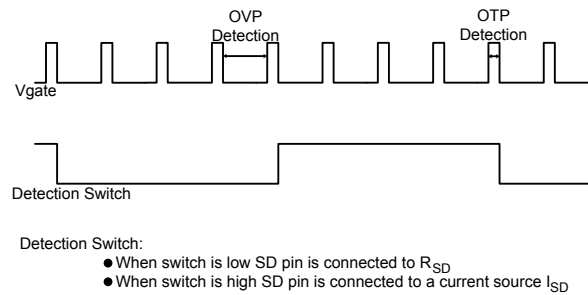 OVP
Detection
OTP
Detection
Vgate
Detection Switch
Detection Switch:
● When switch is low SD pin is connected to RSD
● When switch is high SD pin is connected to a current source ISD